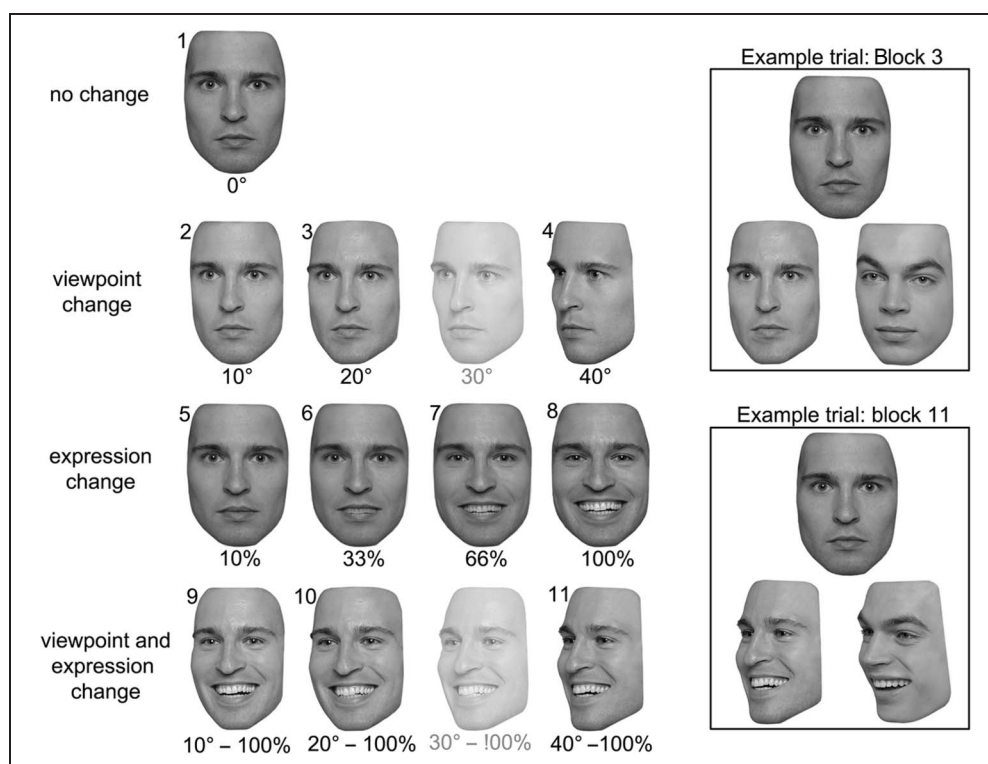 1
no change
0°
2
3
4
viewpoint
change
10°
20°
30°
40°
5
6
7
8
expression
change
10%
33%
66%
100%
9
10
11
viewpoint and
expression
change
10° – 100%
20° – 100%
30° – !00%
40° –100%
Example trial: Block 3
Example trial: block 11